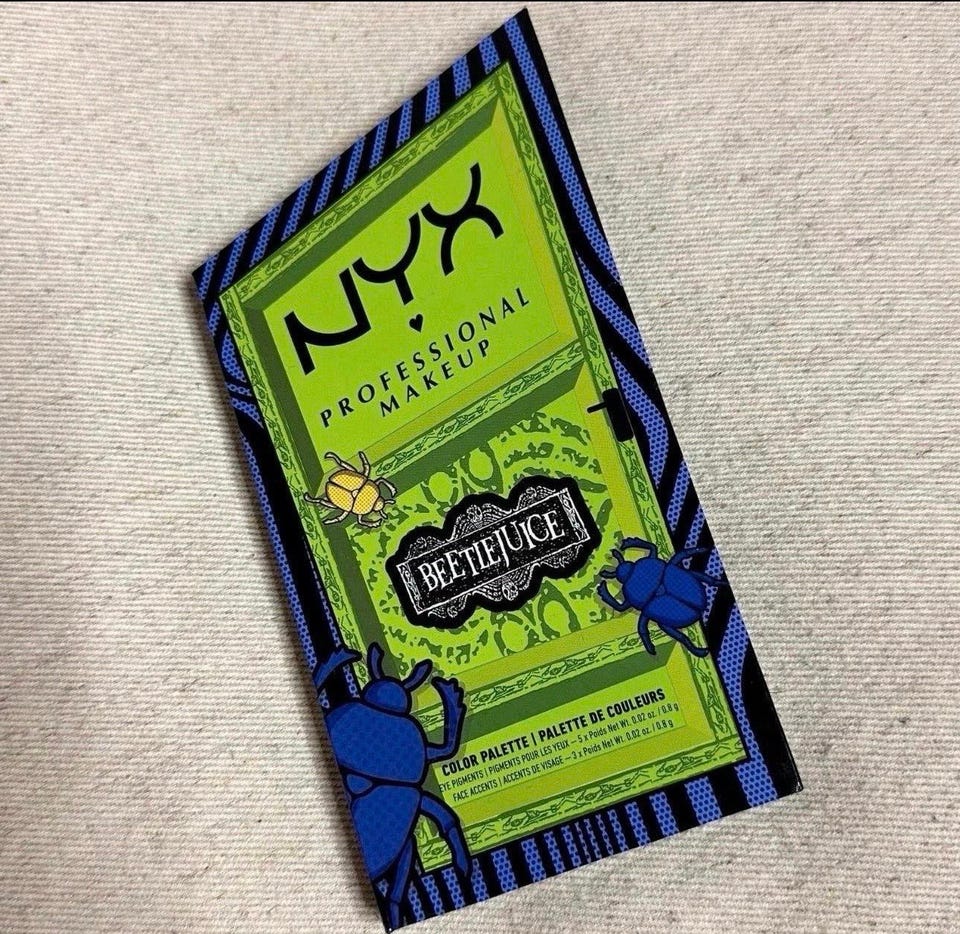 NYX
PROFESSIONAL
MAKEUP
BEETLEJUICE
COLOR PALETTE | PALETTE DE COULEURS
EYE PIGMENTS | PIGMENTS POUR LES YEUX – 5 x Poids Net Wt. 0.02 oz. / 0.8 g
FACE ACCENTS | ACCENTS DE VISAGE – 3 x Poids Net Wt. 0.02 oz. / 0.8 g